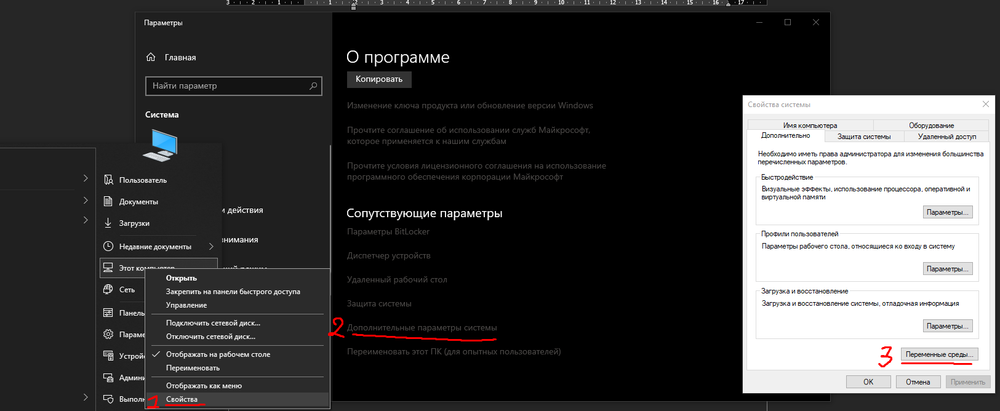 3 2 1 1 2 3 4 5 6 7 8 9 10 11 12 13 14 15 16 17
Параметры
Главная
Найти параметр
Система
Пользователь
Документы
Загрузки
Недавние документы
Этот компьютер
Сеть
Панель
Параме
Устрой
Админи
Выполн
и действия
внимания
Открыть
Закрепить на панели быстрого доступа
Управление
Подключить сетевой диск...
Отключить сетевой диск...
Отображать на рабочем столе
Переименовать
Отображать как меню
1 Свойства
О программе
Копировать
Изменение ключа продукта или обновление версии Windows
Прочтите соглашение об использовании служб Майкрософт,
которое применяется к нашим службам
Прочтите условия лицензионного соглашения на использование
программного обеспечения корпорации Майкрософт
Сопутствующие параметры
Параметры BitLocker
Диспетчер устройств
Удаленный рабочий стол
Защита системы
2 Дополнительные параметры системы
Переименовать этот ПК (для опытных пользователей)
Свойства системы
Имя компьютера Оборудование
Дополнительно Защита системы Удаленный доступ
Необходимо иметь права администратора для изменения большинства
перечисленных параметров.
Быстродействие
Визуальные эффекты, использование процессора, оперативной и
виртуальной памяти
Параметры...
Профили пользователей
Параметры рабочего стола, относящиеся ко входу в систему
Параметры...
Загрузка и восстановление
Загрузка и восстановление системы, отладочная информация
Параметры...
3 Переменные среды...
ОК Отмена Применить